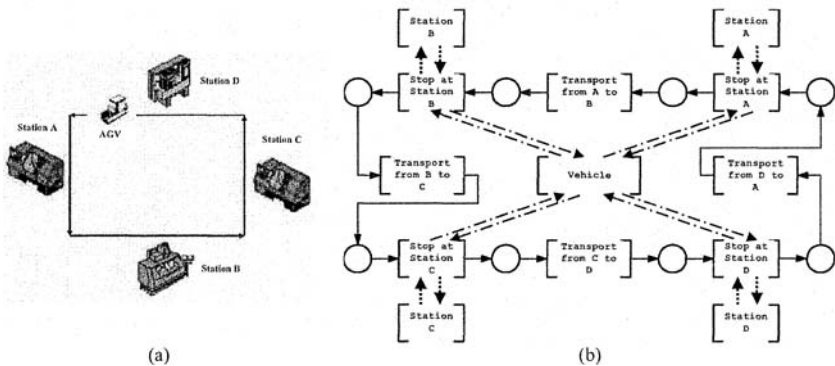 Station D
Station A
AGV
Station C
Station B
(a)
Station
B
Station
A
Stop at
Station
B
Transport
from A to
B
Stop at
Station
A
Transport
from B to
C
Vehicle
Transport
from D to
A
Stop at
Station
C
Transport
from C to
D
Stop at
Station
D
Station
C
Station
D
(b)